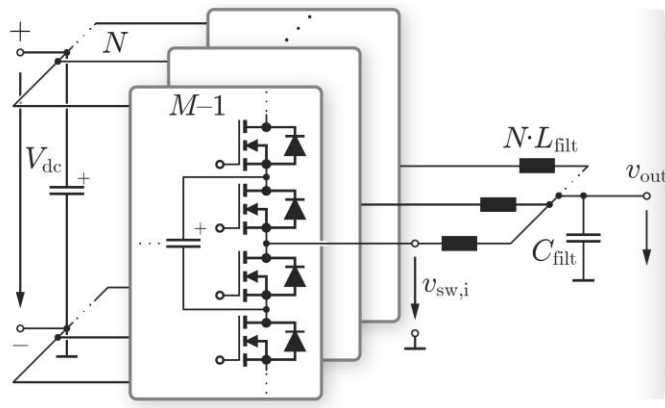 +
N
M–1
V_dc
+
+
N·L_filt
v_out
C_filt
v_sw,i
–